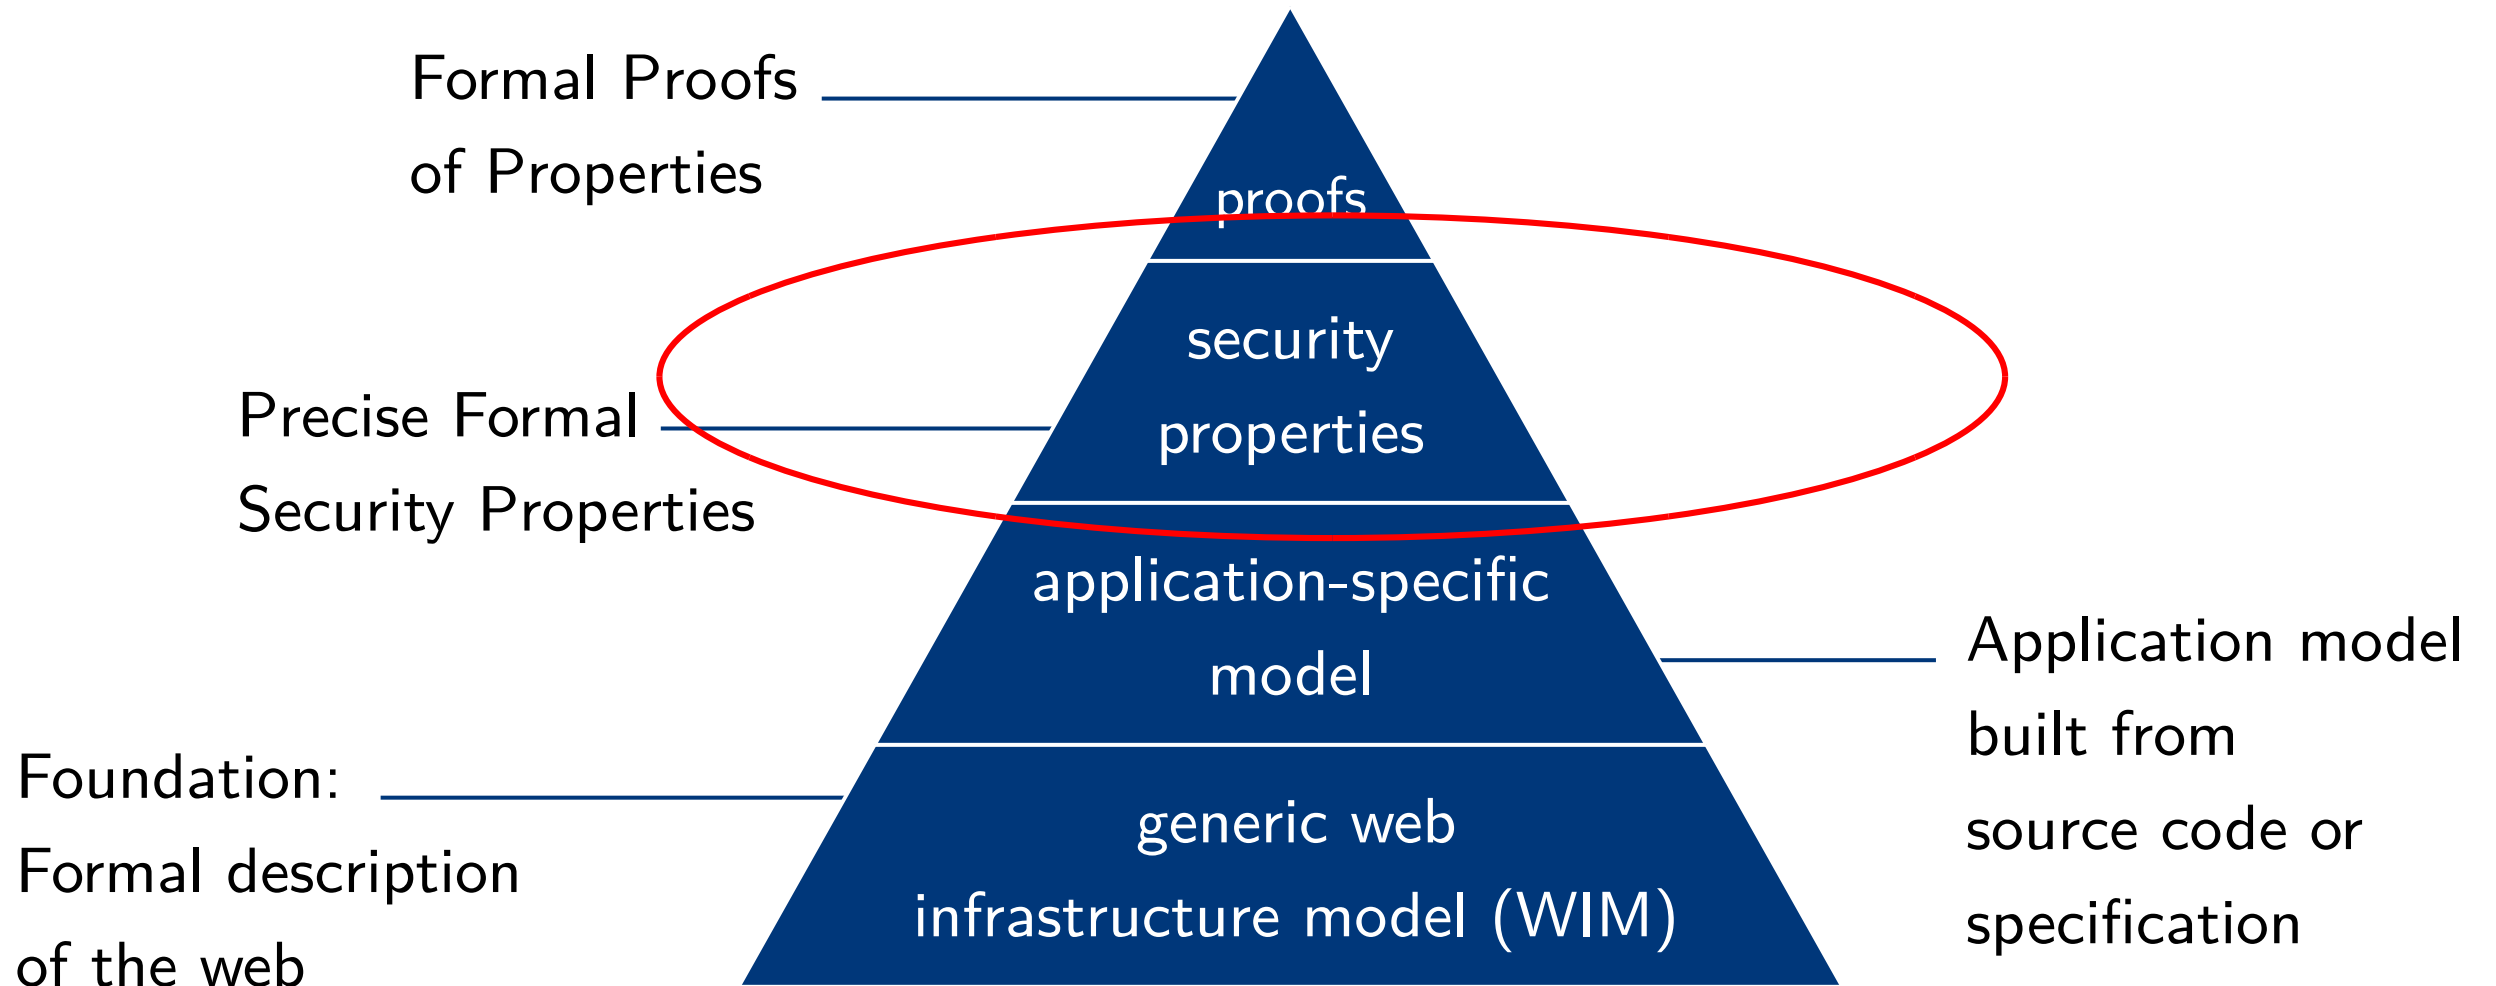 Formal Proofs
of Properties
proofs
security
properties
Precise Formal
Security Properties
application-specific
model
Application model
built from
source code or
specification
Foundation:
Formal description
of the web
generic web
infrastructure model (WIM)